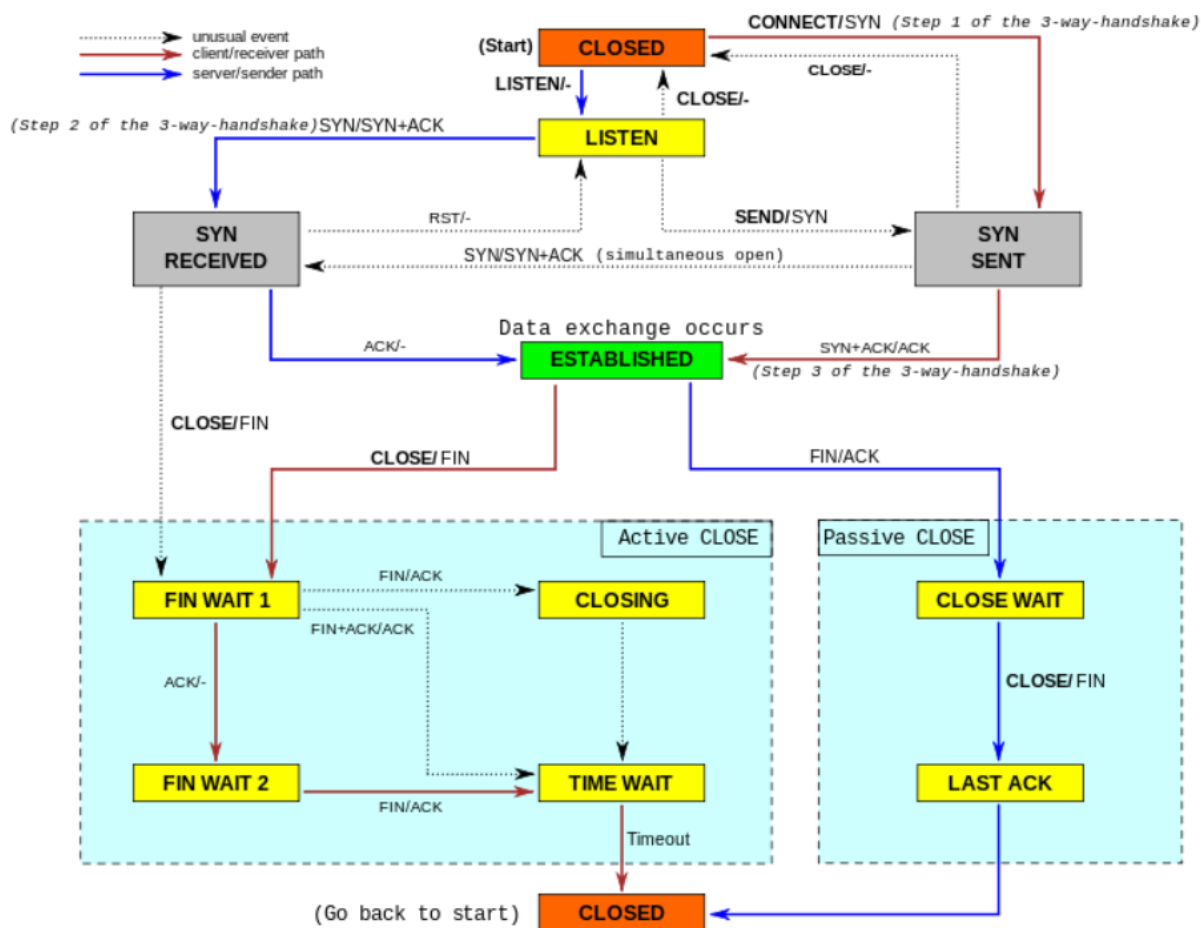 unusual event
client/receiver path
server/sender path
CONNECT/SYN (Step 1 of the 3-way-handshake)
(Start)
CLOSED
CLOSE/-
LISTEN/-
CLOSE/-
(Step 2 of the 3-way-handshake)SYN/SYN+ACK
LISTEN
RST/-
SEND/SYN
SYN
RECEIVED
SYN
SENT
SYN/SYN+ACK (simultaneous open)
Data exchange occurs
ACK/-
ESTABLISHED
SYN+ACK/ACK
(Step 3 of the 3-way-handshake)
CLOSE/FIN
CLOSE/FIN
FIN/ACK
Active CLOSE
Passive CLOSE
FIN/ACK
FIN WAIT 1
CLOSING
CLOSE WAIT
FIN+ACK/ACK
ACK/-
CLOSE/FIN
FIN WAIT 2
TIME WAIT
LAST ACK
FIN/ACK
Timeout
(Go back to start)
CLOSED